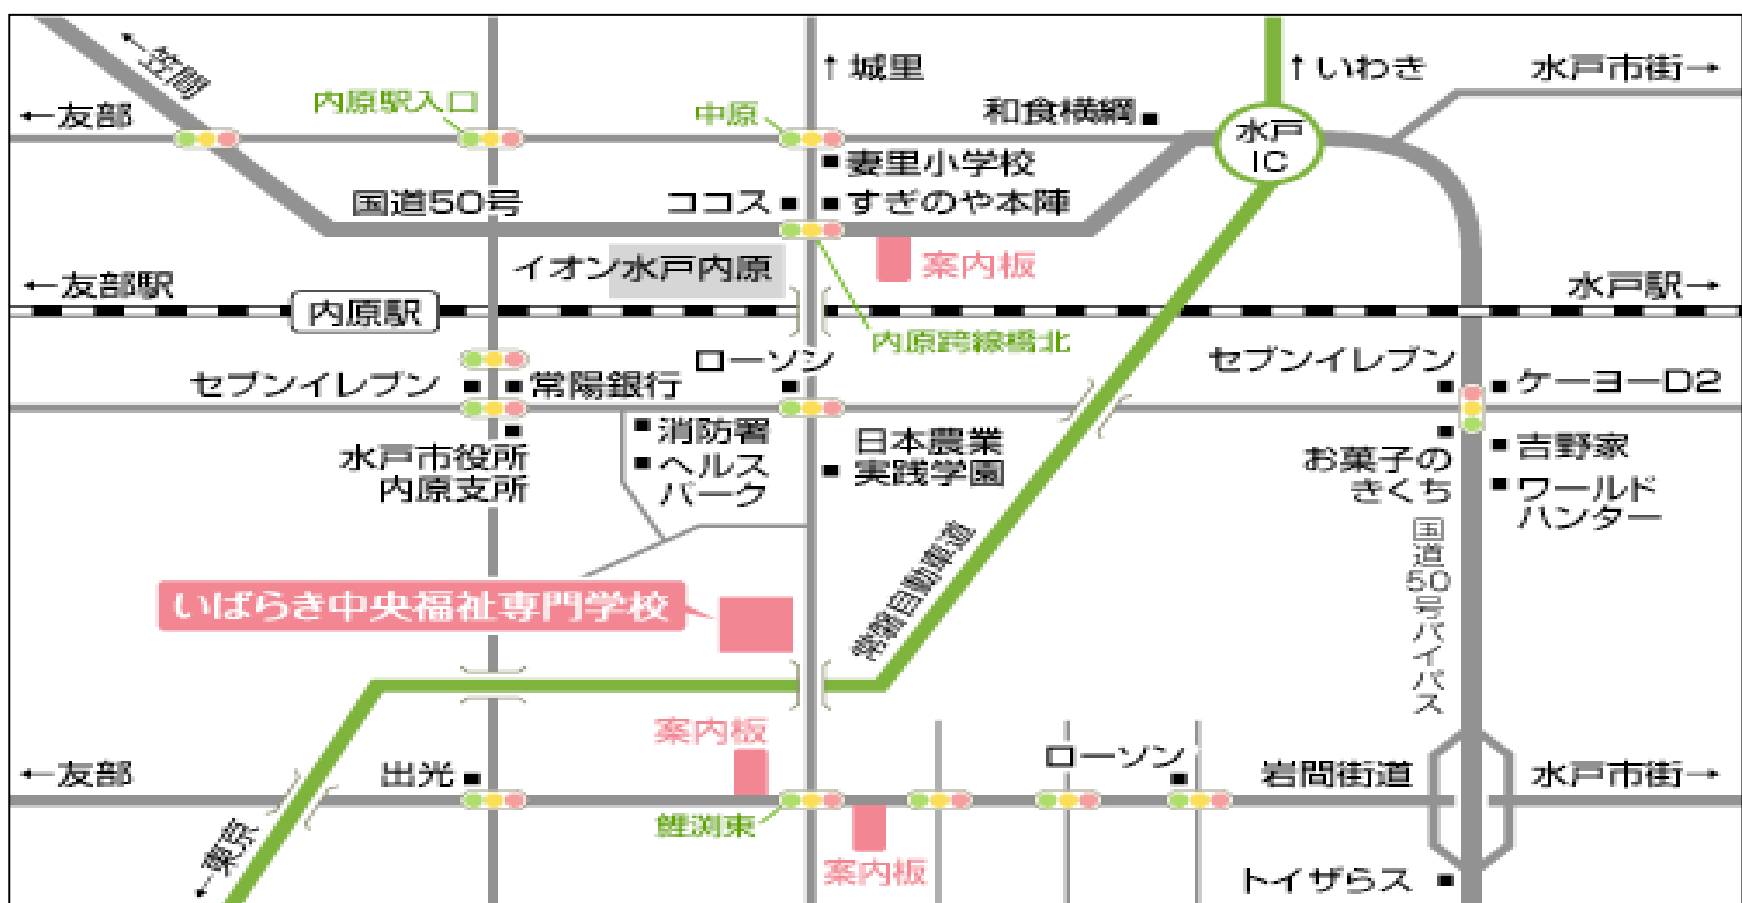 ←笠間
↑城里
↑いわき
水戸市街→
←友部
内原駅入口
中原
和食横綱
水戸
IC
妻里小学校
国道50号
ココス
すぎのや本陣
イオン水戸内原
案内板
←友部駅
水戸駅→
内原駅
内原跨線橋北
ローソン
セブンイレブン
セブンイレブン
常陽銀行
ケーヨーD2
消防署
日本農業
実践学園
水戸市役所
内原支所
ヘルス
パーク
お菓子の
きくち
吉野家
ワールド
ハンター
国道50号バイパス
常磐自動車道
いばらき中央福祉専門学校
案内板
ローソン
←友部
出光
岩間街道
水戸市街→
鯉渕東
←東京
案内板
トイザらス